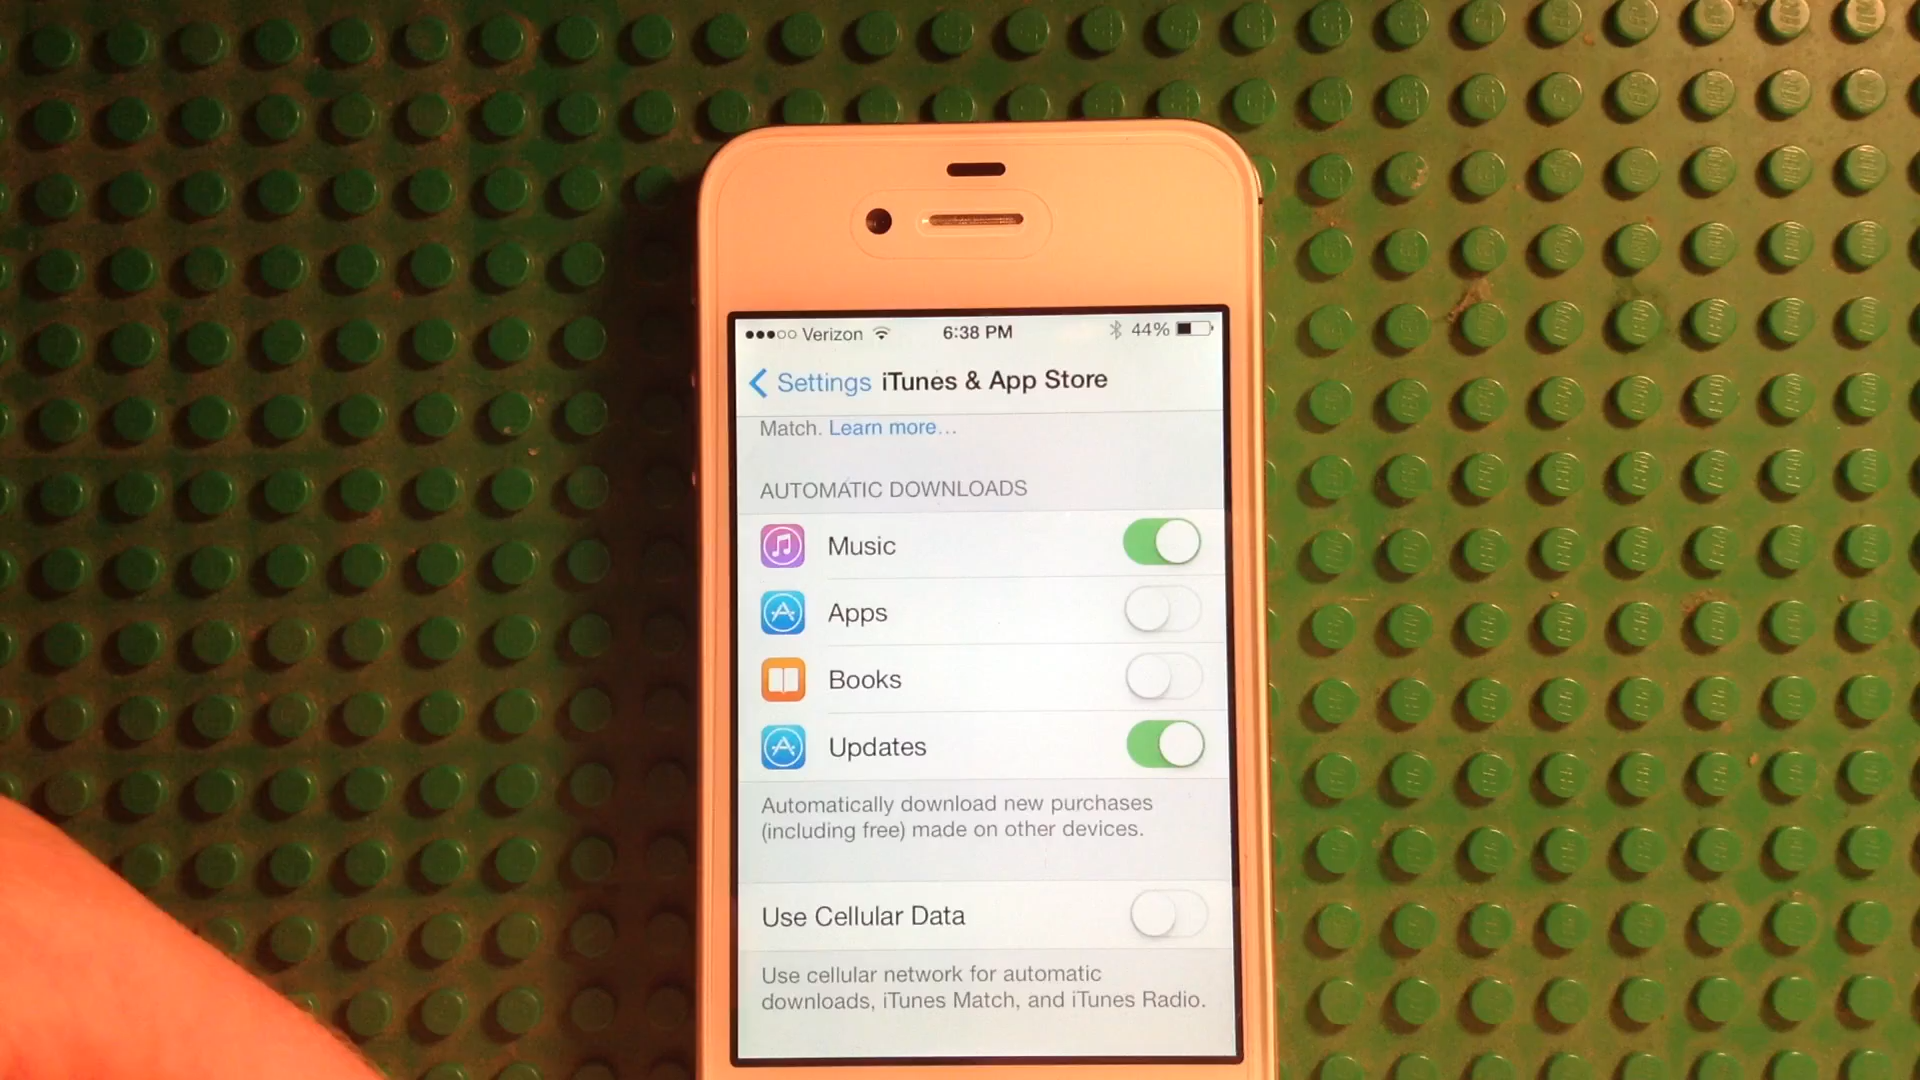 Verizon 6:38 PM 44%
Settings iTunes & App Store
Match. Learn more...
AUTOMATIC DOWNLOADS
Music
Apps
Books
Updates
Automatically download new purchases
(including free) made on other devices.
Use Cellular Data
Use cellular network for automatic
downloads, iTunes Match, and iTunes Radio.